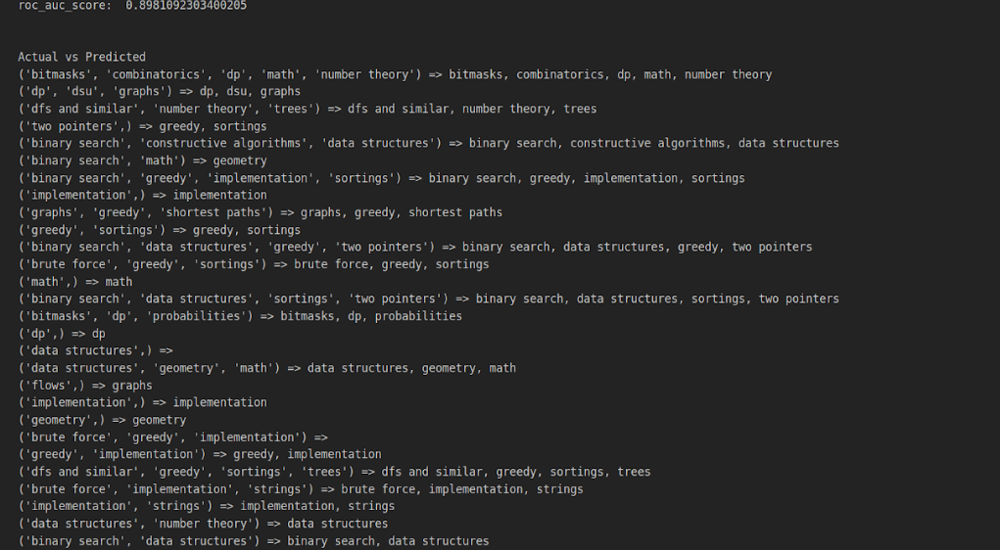 roc_auc_score:  0.8981092303400205
Actual vs Predicted
('bitmasks', 'combinatorics', 'dp', 'math', 'number theory') => bitmasks, combinatorics, dp, math, number theory
('dp', 'dsu', 'graphs') => dp, dsu, graphs
('dfs and similar', 'number theory', 'trees') => dfs and similar, number theory, trees
('two pointers',) => greedy, sortings
('binary search', 'constructive algorithms', 'data structures') => binary search, constructive algorithms, data structures
('binary search', 'math') => geometry
('binary search', 'greedy', 'implementation', 'sortings') => binary search, greedy, implementation, sortings
('implementation',) => implementation
('graphs', 'greedy', 'shortest paths') => graphs, greedy, shortest paths
('greedy', 'sortings') => greedy, sortings
('binary search', 'data structures', 'greedy', 'two pointers') => binary search, data structures, greedy, two pointers
('brute force', 'greedy', 'sortings') => brute force, greedy, sortings
('math',) => math
('binary search', 'data structures', 'sortings', 'two pointers') => binary search, data structures, sortings, two pointers
('bitmasks', 'dp', 'probabilities') => bitmasks, dp, probabilities
('dp',) => dp
('data structures',) =>
('data structures', 'geometry', 'math') => data structures, geometry, math
('flows',) => graphs
('implementation',) => implementation
('geometry',) => geometry
('brute force', 'greedy', 'implementation') =>
('greedy', 'implementation') => greedy, implementation
('dfs and similar', 'greedy', 'sortings', 'trees') => dfs and similar, greedy, sortings, trees
('brute force', 'implementation', 'strings') => brute force, implementation, strings
('implementation', 'strings') => implementation, strings
('data structures', 'number theory') => data structures
('binary search', 'data structures') => binary search, data structures